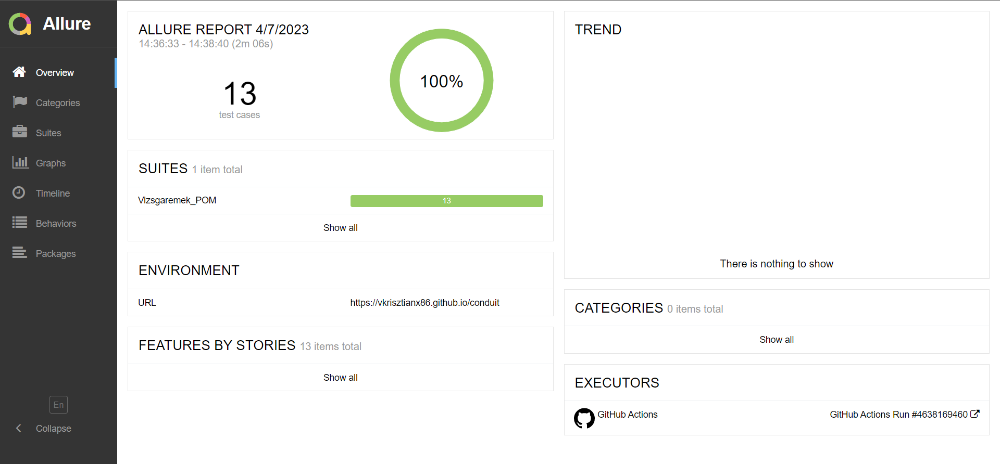 Allure
Overview
Categories
Suites
Graphs
Timeline
Behaviors
Packages
En
Collapse
ALLURE REPORT 4/7/2023
14:36:33 - 14:38:40 (2m 06s)
13
test cases
100%
SUITES 1 item total
Vizsgaremek_POM 13
Show all
ENVIRONMENT
URL https://vkrisztianx86.github.io/conduit
FEATURES BY STORIES 13 items total
Show all
TREND
There is nothing to show
CATEGORIES 0 items total
Show all
EXECUTORS
GitHub Actions GitHub Actions Run #4638169460